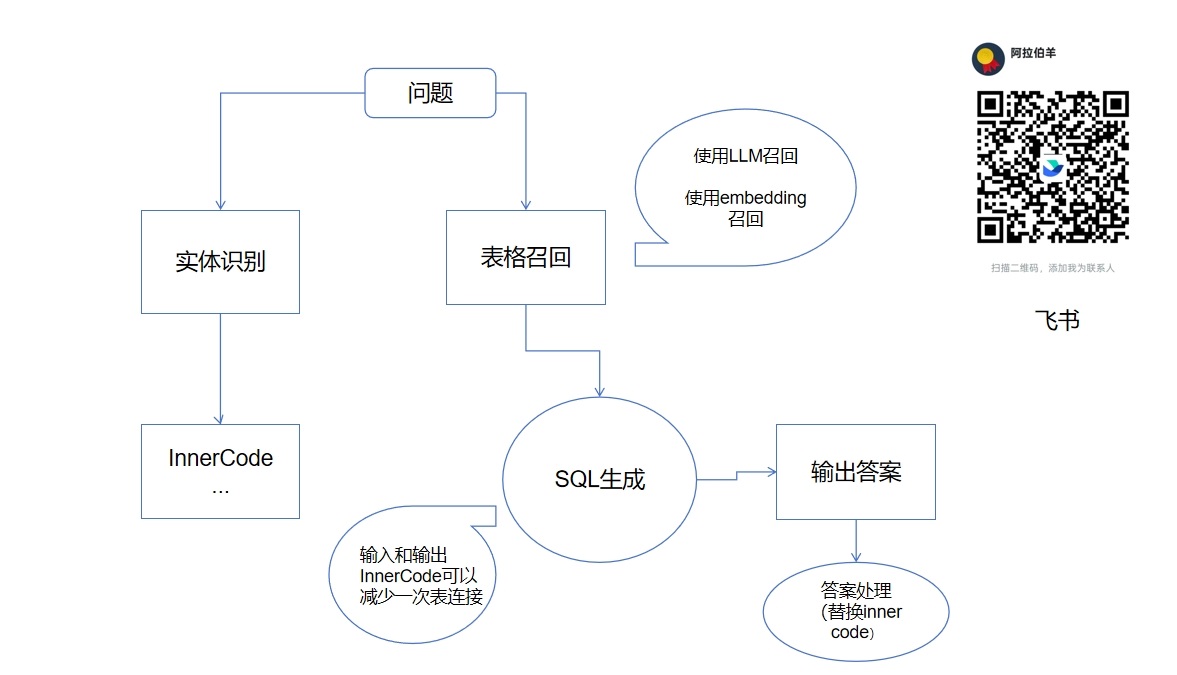 阿拉伯羊
问题
使用LLM召回
使用embedding
召回
实体识别
表格召回
扫描二维码，添加我为联系人
飞书
InnerCode
...
SQL生成
输出答案
输入和输出
InnerCode可以
减少一次表连接
答案处理
(替换inner
code）